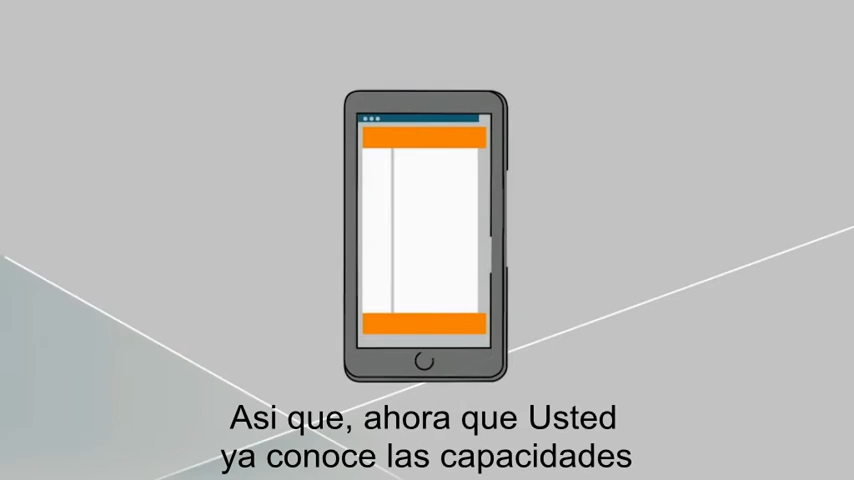 Asi que, ahora que Usted
ya conoce las capacidades